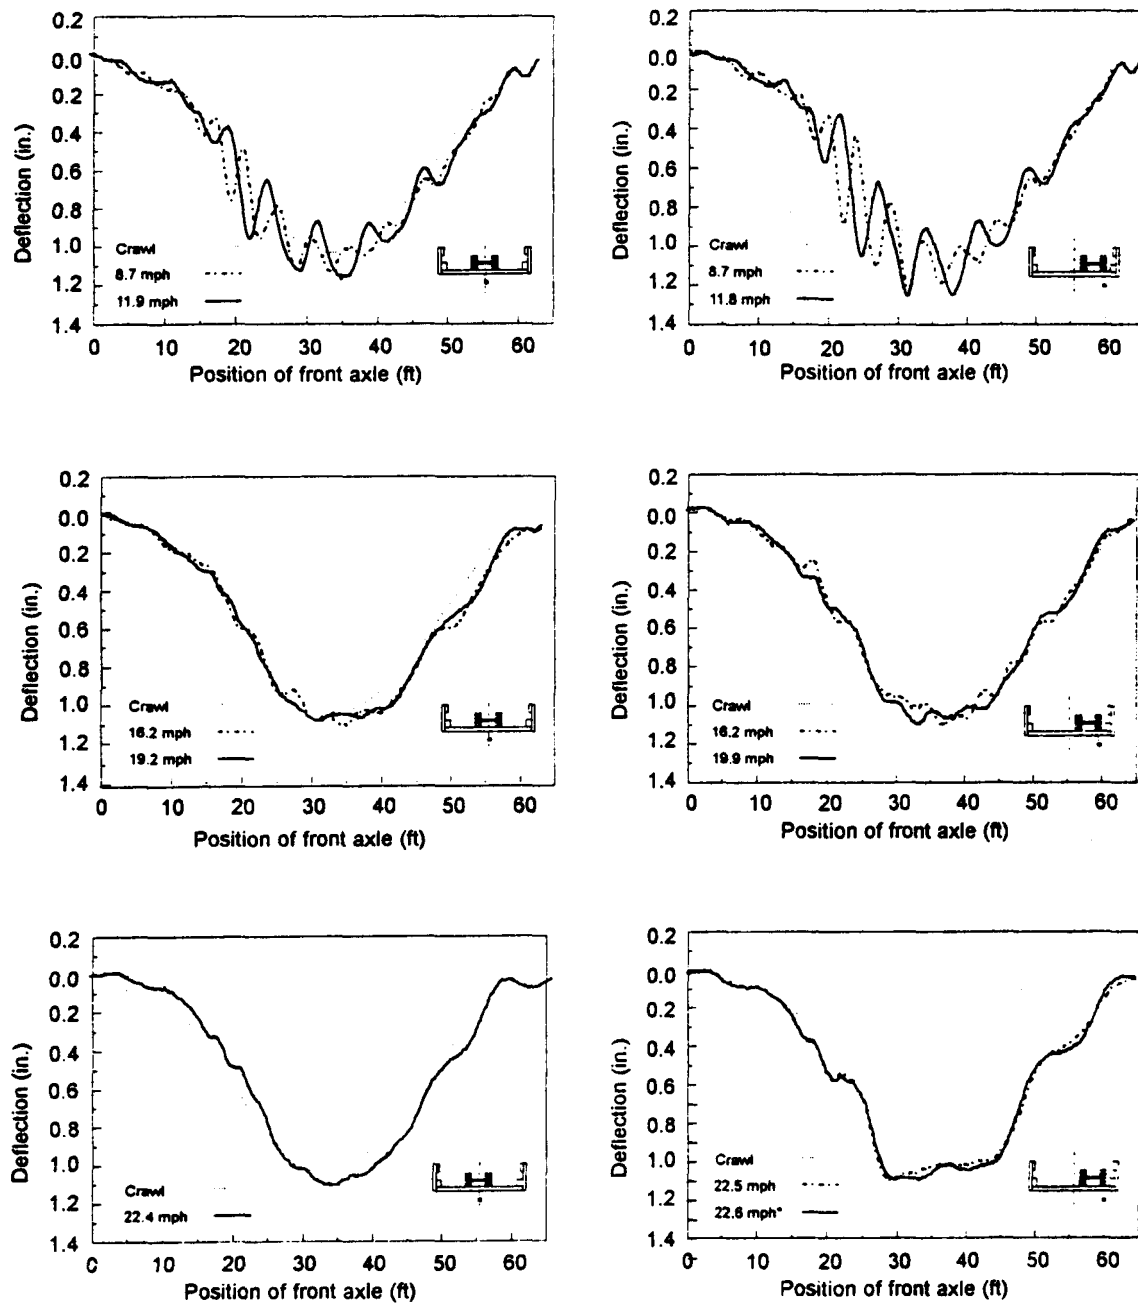 0.2
0.0
0.2
0.4
0.6
0.8
1.0
1.2
1.4
Deflection (in.)
Crawl
8.7 mph
11.9 mph
0 10 20 30 40 50 60
Position of front axle (ft)
0.2
0.0
0.2
0.4
0.6
0.8
1.0
1.2
1.4
Deflection (in.)
Crawl
8.7 mph
11.8 mph
0 10 20 30 40 50 60
Position of front axle (ft)
0.2
0.0
0.2
0.4
0.6
0.8
1.0
1.2
1.4
Deflection (in.)
Crawl
16.2 mph
19.2 mph
0 10 20 30 40 50 60
Position of front axle (ft)
0.2
0.0
0.2
0.4
0.6
0.8
1.0
1.2
1.4
Deflection (in.)
Crawl
16.2 mph
19.9 mph
0 10 20 30 40 50 60
Position of front axle (ft)
0.2
0.0
0.2
0.4
0.6
0.8
1.0
1.2
1.4
Deflection (in.)
Crawl
22.4 mph
0 10 20 30 40 50 60
Position of front axle (ft)
0.2
0.0
0.2
0.4
0.6
0.8
1.0
1.2
1.4
Deflection (in.)
Crawl
22.5 mph
22.6 mph*
0 10 20 30 40 50 60
Position of front axle (ft)